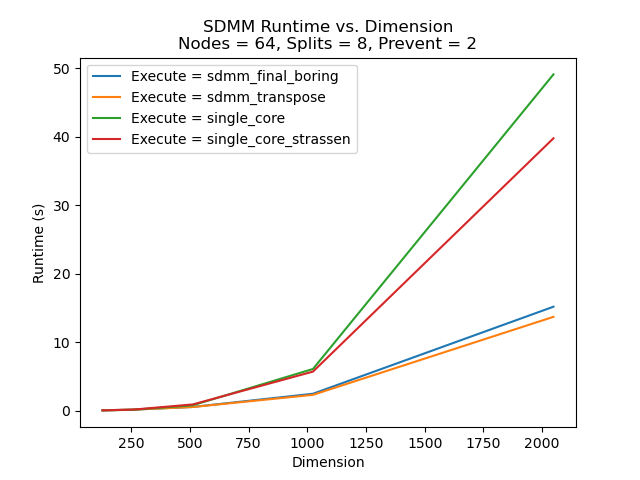 SDMM Runtime vs. Dimension
Nodes = 64, Splits = 8, Prevent = 2
Execute = sdmm_final_boring
Execute = sdmm_transpose
Execute = single_core
Execute = single_core_strassen
Runtime (s)
50
40
30
20
10
0
250 500 750 1000 1250 1500 1750 2000
Dimension